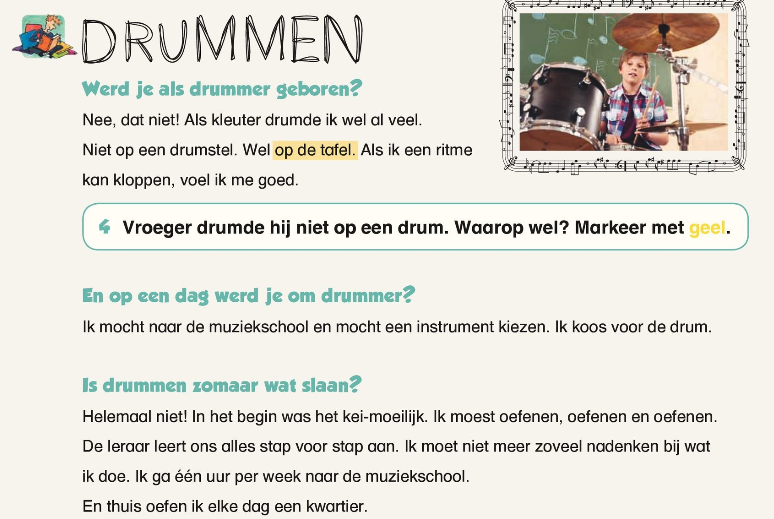 DRUMMEN
Werd je als drummer geboren?
Nee, dat niet! Als kleuter drumde ik wel al veel.
Niet op een drumstel. Wel op de tafel. Als ik een ritme
kan kloppen, voel ik me goed.
4 Vroeger drumde hij niet op een drum. Waarop wel? Markeer met geel.
En op een dag werd je om drummer?
Ik mocht naar de muziekschool en mocht een instrument kiezen. Ik koos voor de drum.
Is drummen zomaar wat slaan?
Helemaal niet! In het begin was het kei-moeilijk. Ik moest oefenen, oefenen en oefenen.
De leraar leert ons alles stap voor stap aan. Ik moet niet meer zoveel nadenken bij wat
ik doe. Ik ga één uur per week naar de muziekschool.
En thuis oefen ik elke dag een kwartier.